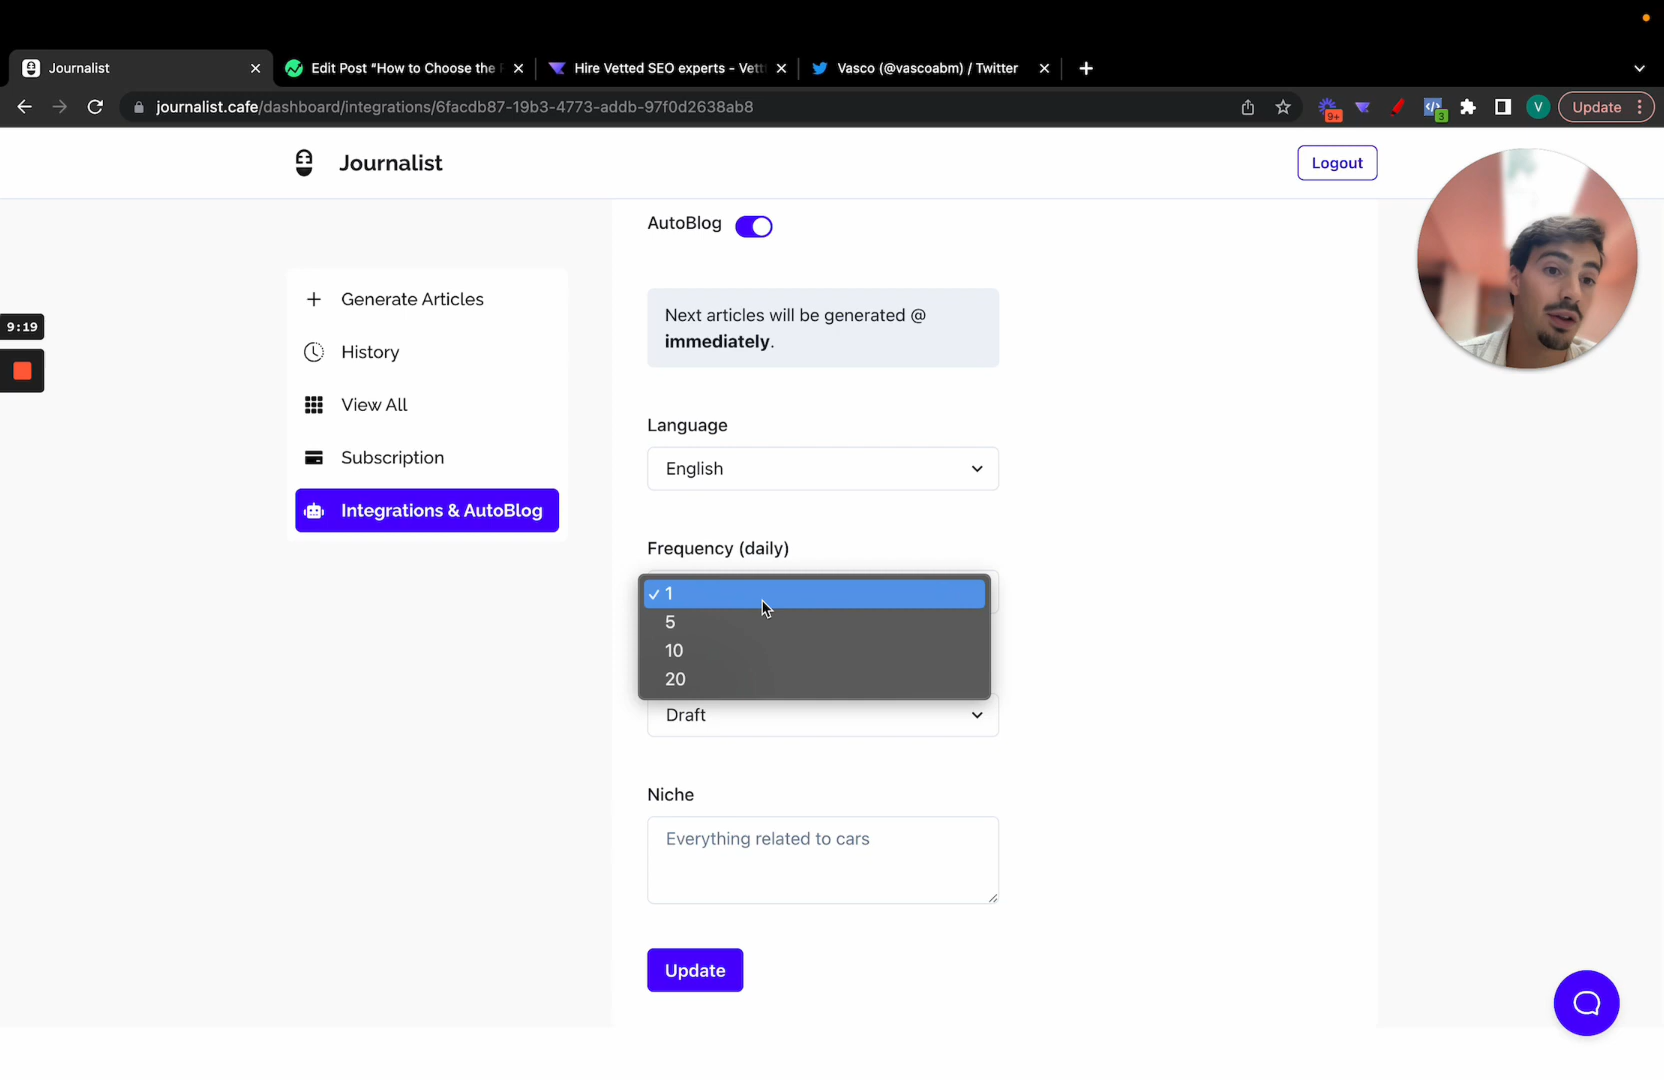 Journalist
Edit Post “How to Choose the
Hire Vetted SEO experts - Vett
Vasco (@vascoabm) / Twitter
journalist.cafe/dashboard/integrations/6facdb87-19b3-4773-addb-97f0d2638ab8
9+
3
V
Update
Journalist
Logout
AutoBlog
Generate Articles
Next articles will be generated @
immediately.
9:19
History
View All
Language
English
Subscription
Integrations & AutoBlog
Frequency (daily)
1
5
10
20
Draft
Niche
Everything related to cars
Update